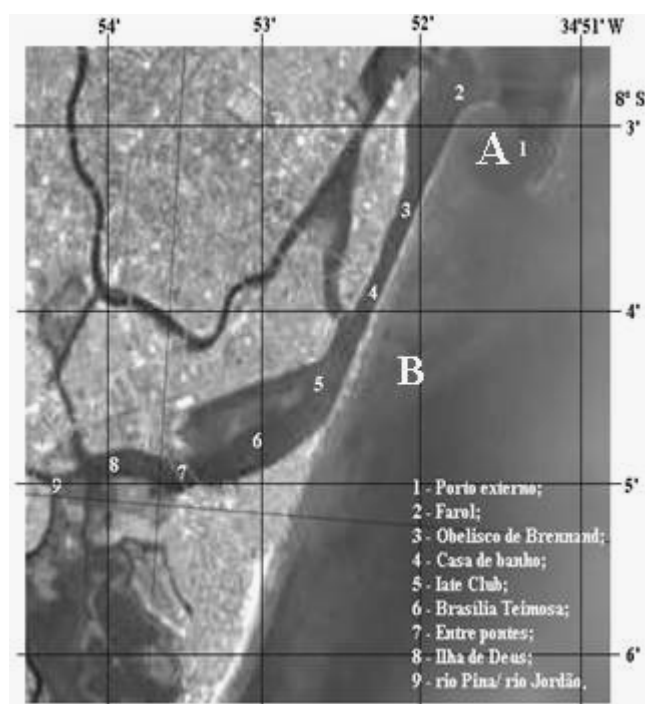 54' 53' 52' 34°51' W
8° S
2
3'
A 1
3
4
4'
B
5
6
8
7
9
5'
1 - Porto externo;
2 - Farol;
3 - Obelisco de Brennand;
4 - Casa de banho;
5 - Iate Club;
6 - Brasília Teimosa;
7 - Entre pontes;
8 - Ilha de Deus;
9 - rio Pina/ rio Jordão,
6'